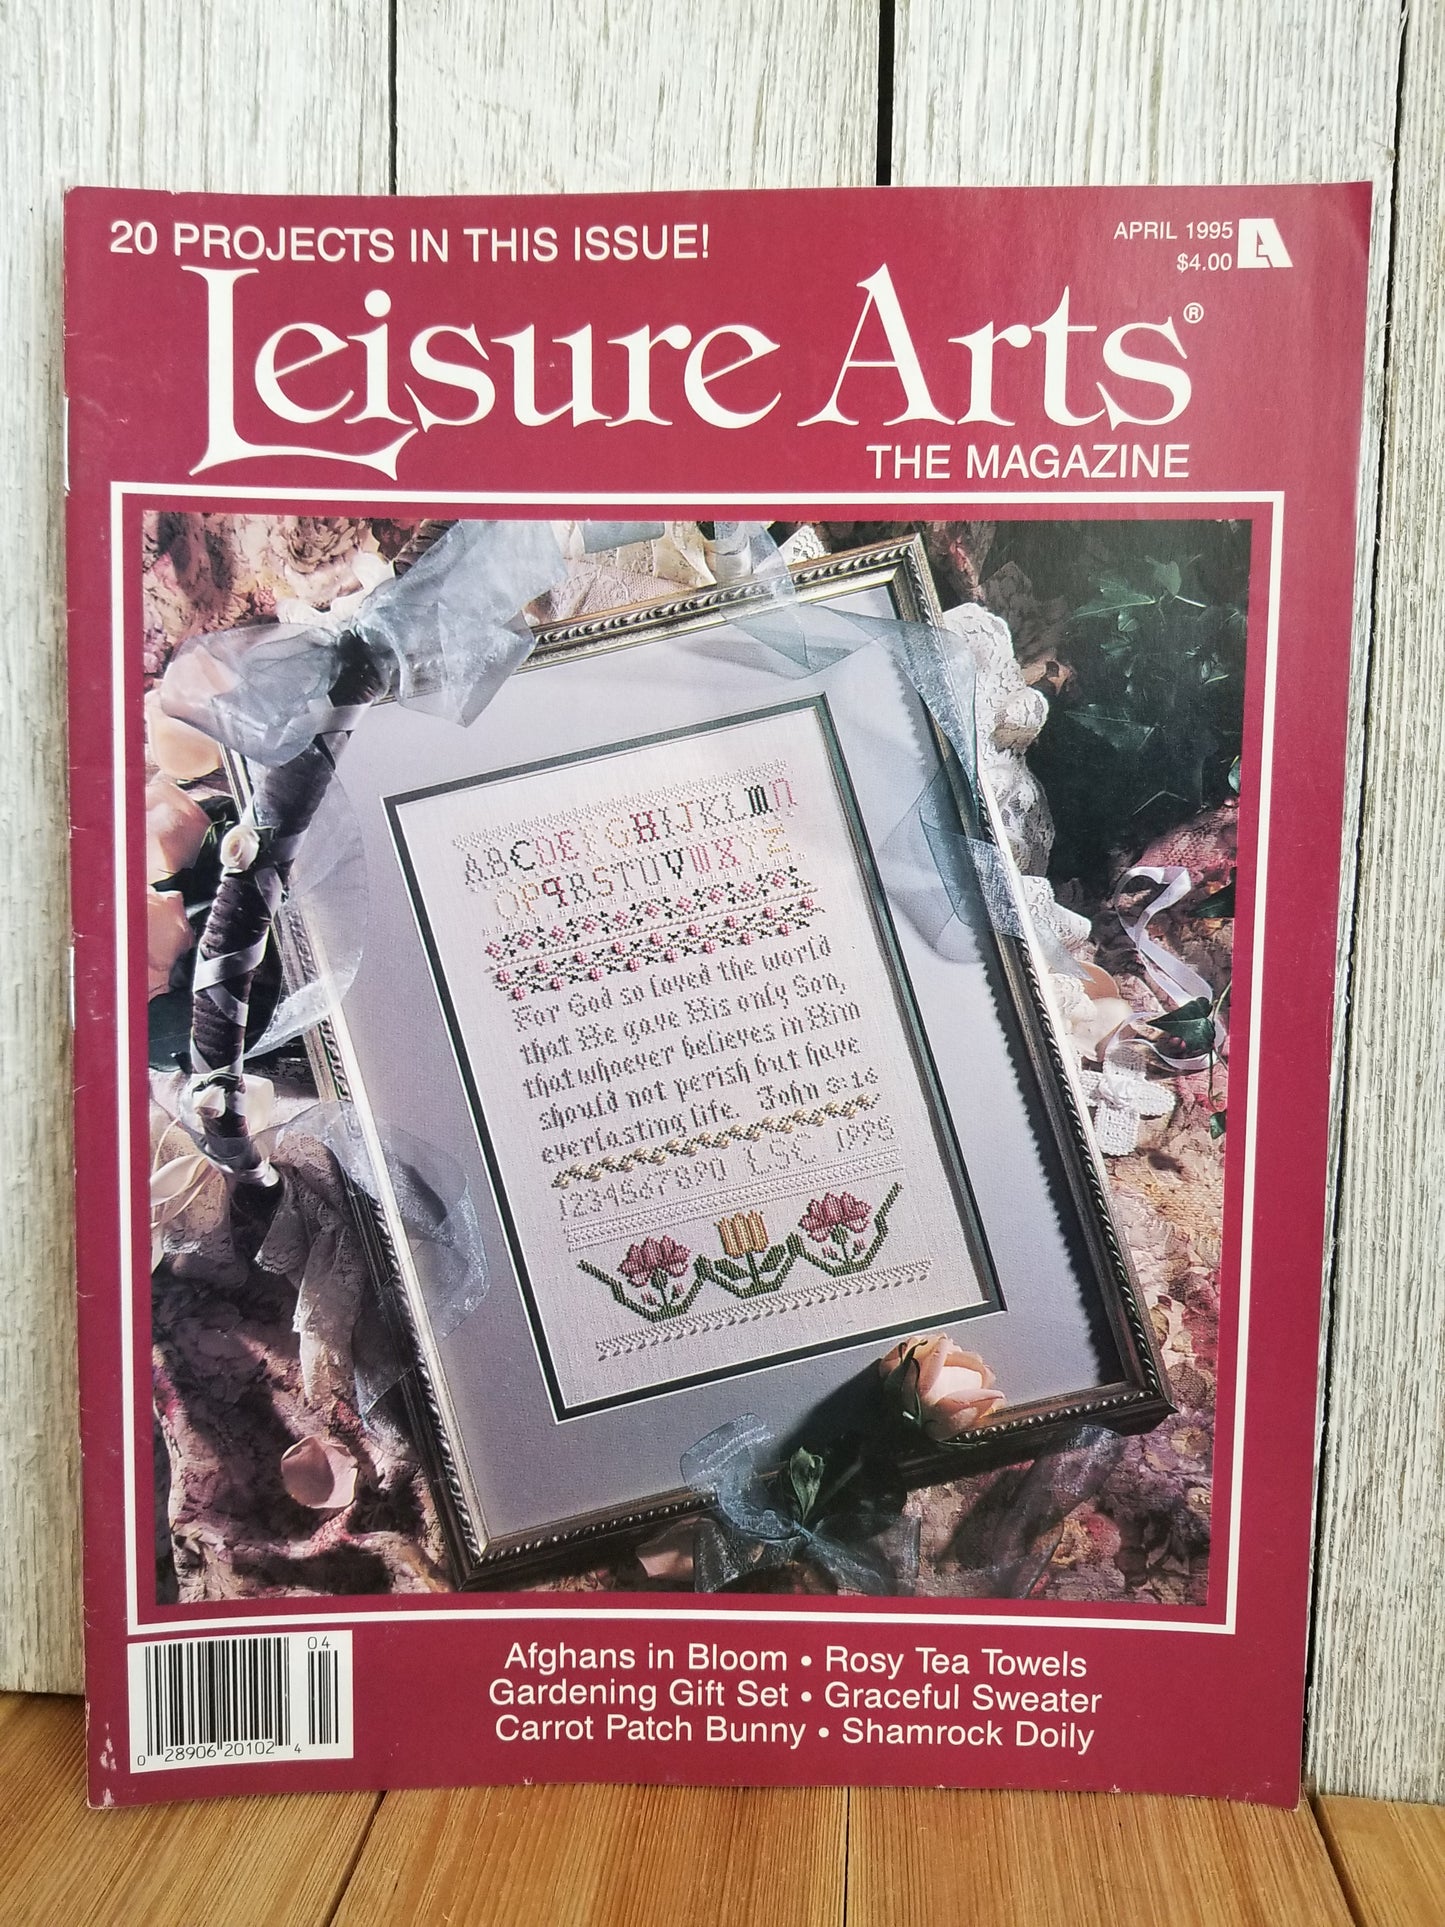 20 PROJECTS IN THIS ISSUE!
APRIL 1995
$4.00
LA
Leisure Arts®
THE MAGAZINE
ABCDEFGHIJKLMN
OPQRSTUVWXYZ
For God so loved the world
that He gave His only Son,
that whoever believes in Him
should not perish but have
everlasting life. John 3:16
1234567890 LSC 1995
04
0 28906 20102 4
Afghans in Bloom • Rosy Tea Towels
Gardening Gift Set • Graceful Sweater
Carrot Patch Bunny • Shamrock Doily